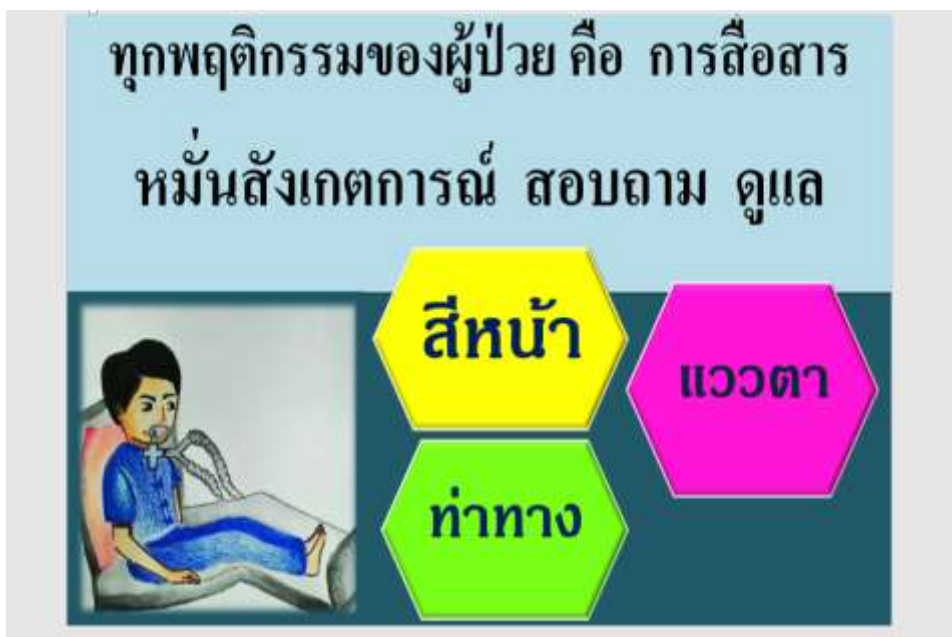 ทุกพฤติกรรมของผู้ป่วย คือ การสื่อสาร
หมั่นสังเกตการณ์ สอบถาม ดูแล
สีหน้า
แววตา
ท่าทาง